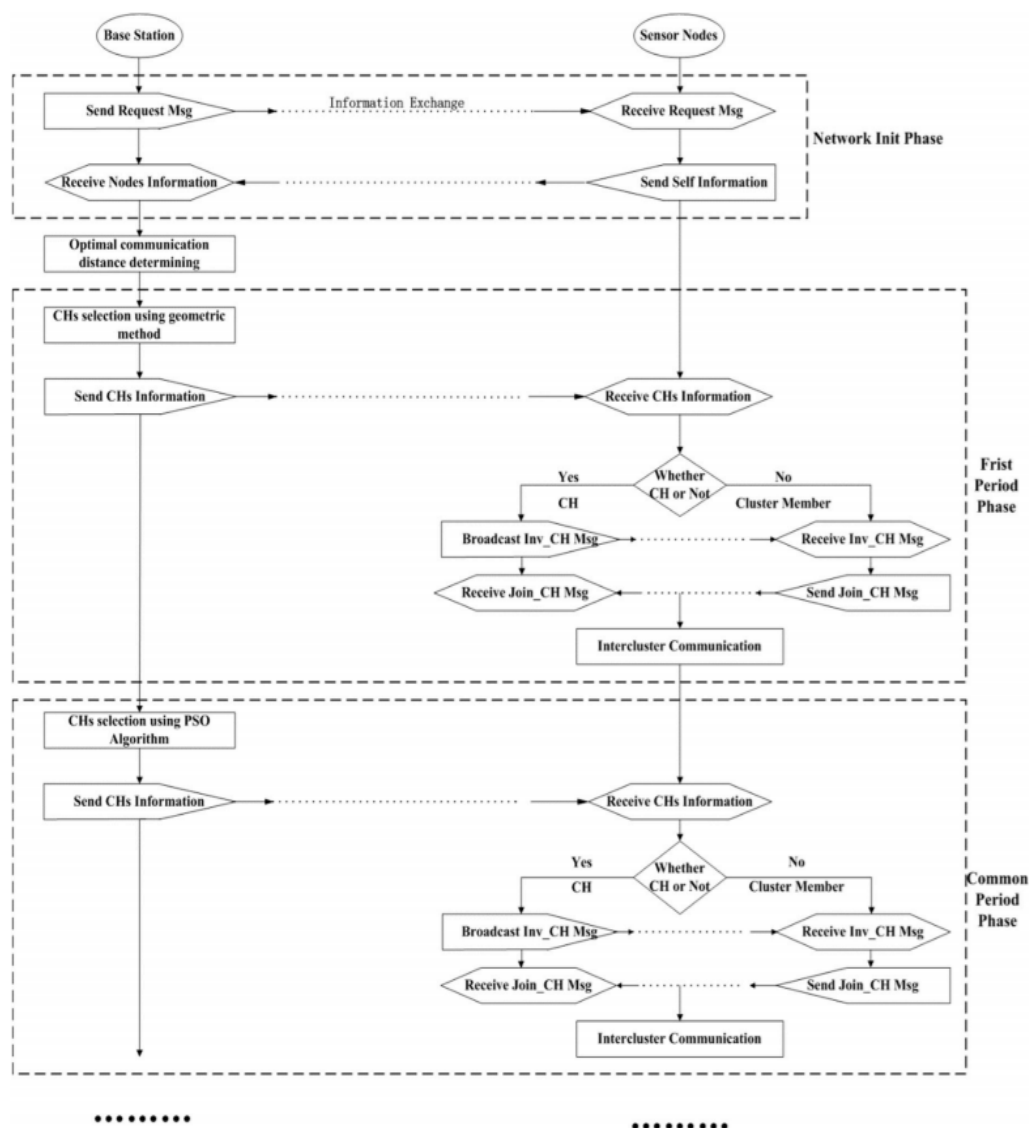 Base Station
Sensor Nodes
Send Request Msg
Information Exchange
Receive Request Msg
Network Init Phase
Receive Nodes Information
Send Self Information
Optimal communication
distance determining
CHs selection using geometric
method
Send CHs Information
Receive CHs Information
Frist
Period
Phase
Whether
CH or Not
Yes
CH
No
Cluster Member
Broadcast Inv_CH Msg
Receive Inv_CH Msg
Receive Join_CH Msg
Send Join_CH Msg
Intercluster Communication
CHs selection using PSO
Algorithm
Send CHs Information
Receive CHs Information
Common
Period
Phase
Whether
CH or Not
Yes
CH
No
Cluster Member
Broadcast Inv_CH Msg
Receive Inv_CH Msg
Receive Join_CH Msg
Send Join_CH Msg
Intercluster Communication